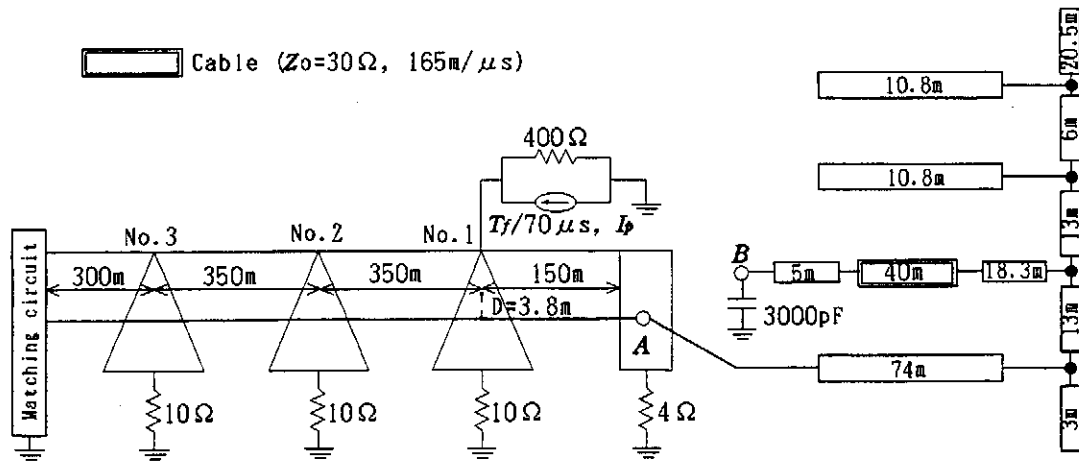 Cable (Zo=30Ω, 165m/μs)
20.5m
10.8m
6m
400Ω
10.8m
Tf/70μs, Ip
13m
No.3
No.2
No.1
B
5m
40m
18.3m
300m
350m
350m
150m
3000pF
D=3.8m
13m
A
Matching circuit
74m
10Ω
10Ω
10Ω
4Ω
3m